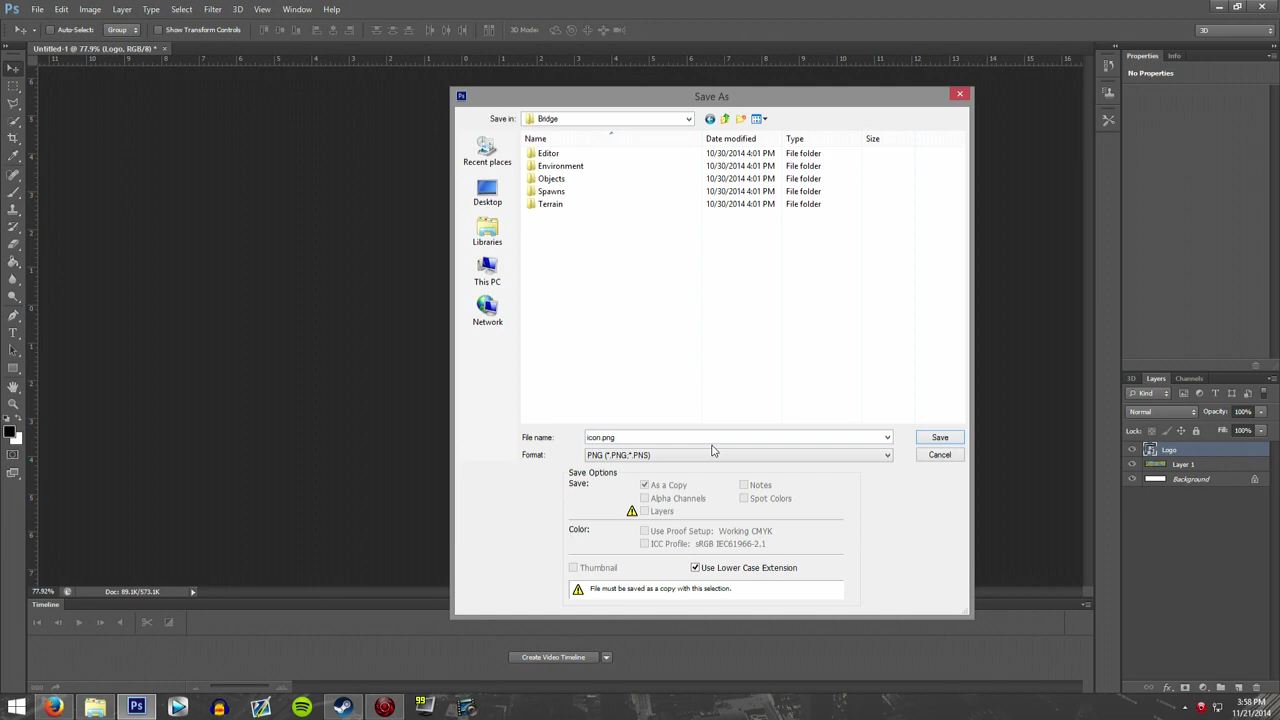 Ps File Edit Image Layer Type Select Filter 3D View Window Help
Auto-Select: Group Show Transform Controls 3D Mode: 3D
Untitled-1 @ 77.9% (Logo, RGB/8) *
Save As
Save in: Bridge
Name Date modified Type Size
Editor 10/30/2014 4:01 PM File folder
Environment 10/30/2014 4:01 PM File folder
Objects 10/30/2014 4:01 PM File folder
Spawns 10/30/2014 4:01 PM File folder
Terrain 10/30/2014 4:01 PM File folder
Recent places
Desktop
Libraries
This PC
Network
File name: icon.png Save
Format: PNG (*.PNG;*.PNS) Cancel
Save Options
Save: As a Copy Notes
Alpha Channels Spot Colors
Layers
Color: Use Proof Setup: Working CMYK
ICC Profile: sRGB IEC61966-2.1
Thumbnail Use Lower Case Extension
File must be saved as a copy with this selection.
Properties Info
No Properties
3D Layers Channels
Kind
Normal Opacity: 100%
Lock: Fill: 100%
Logo
Layer 1
Background
77.92% Doc: 89.1K/573.1K
Timeline
Create Video Timeline
3:58 PM
11/21/2014